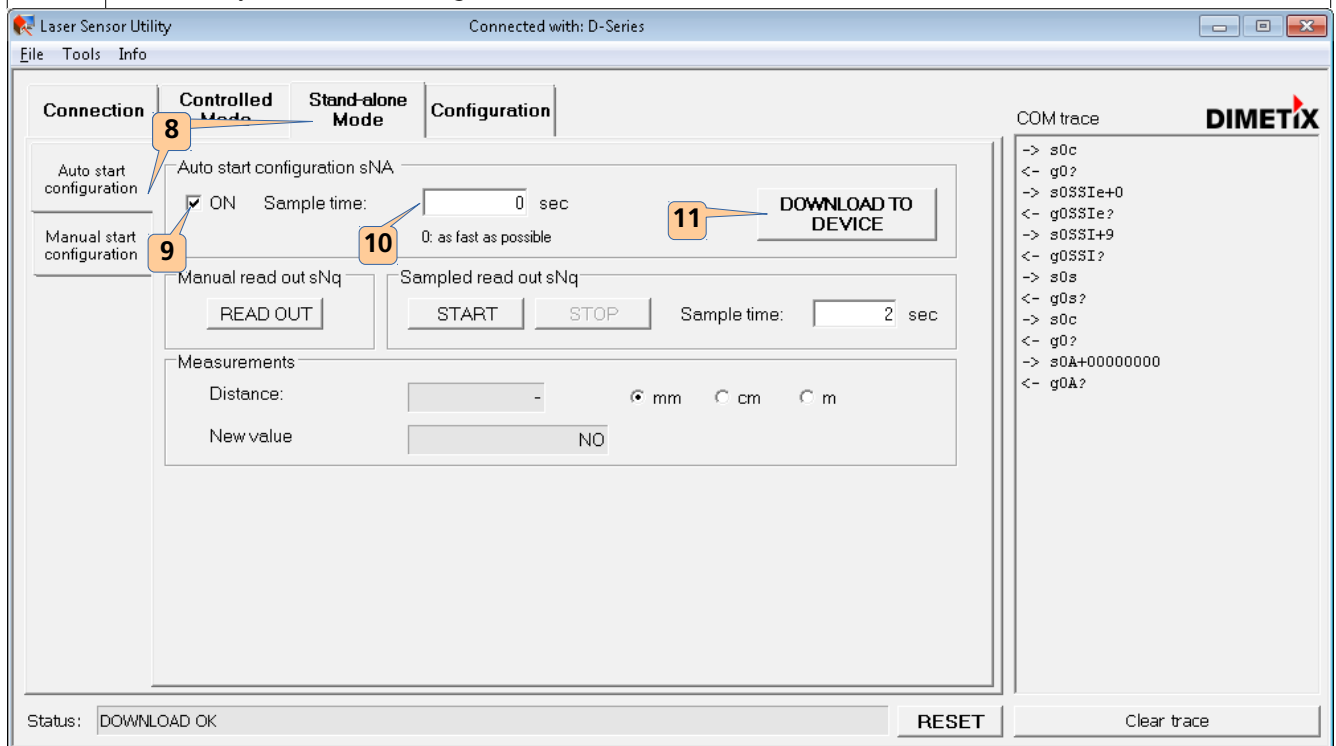 Laser Sensor Utility Connected with: D-Series
File Tools Info
Connection
Controlled
Stand-alone Mode
Configuration
8
Auto start configuration
Manual start configuration
Auto start configuration sNA
ON Sample time: 0 sec
0: as fast as possible
9
10
11
DOWNLOAD TO DEVICE
Manual read out sNq
READ OUT
Sampled read out sNq
START STOP Sample time: 2 sec
Measurements
Distance: - mm cm m
New value NO
COM trace
DIMETIX
-> s0c
<- g0?
-> s0SSIe+0
<- g0SSIe?
-> s0SSI+9
<- g0SSI?
-> s0s
<- g0s?
-> s0c
<- g0?
-> s0A+00000000
<- g0A?
Status: DOWNLOAD OK
RESET
Clear trace